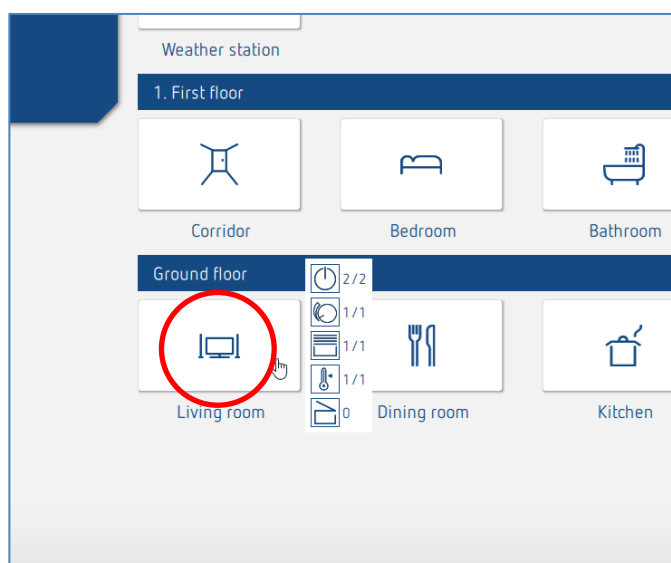 Weather station
1. First floor
Corridor Bedroom Bathroom
Ground floor
2/2
1/1
1/1
1/1
0
Living room Dining room Kitchen